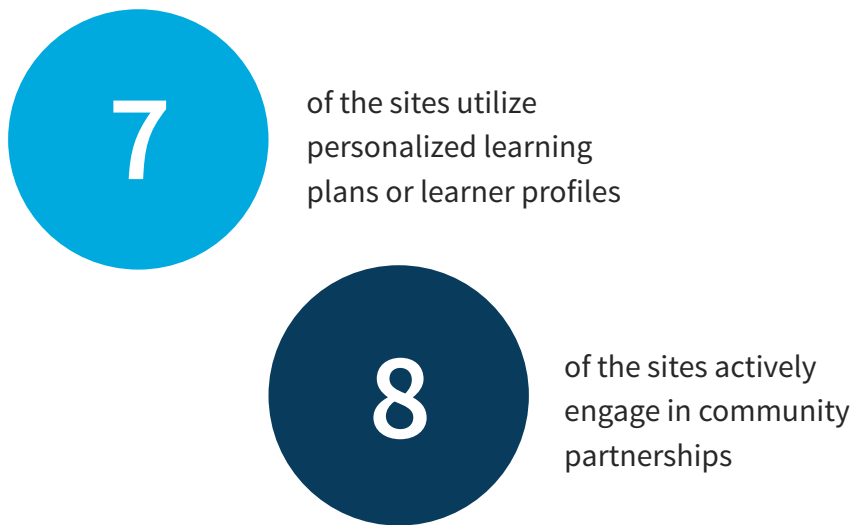 7
of the sites utilize
personalized learning
plans or learner profiles
8
of the sites actively
engage in community
partnerships